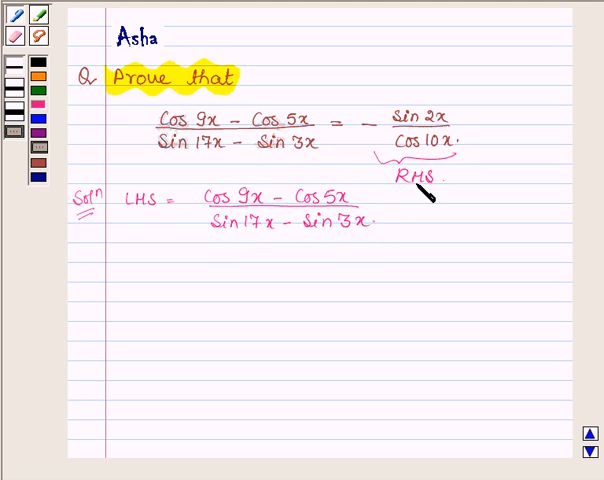 Asha
Q Prove that
Cos 9x - Cos 5x / Sin 17x - Sin 3x = - Sin 2x / Cos 10x.
RHS.
Solⁿ LHS = Cos 9x - Cos 5x / Sin 17x - Sin 3x.